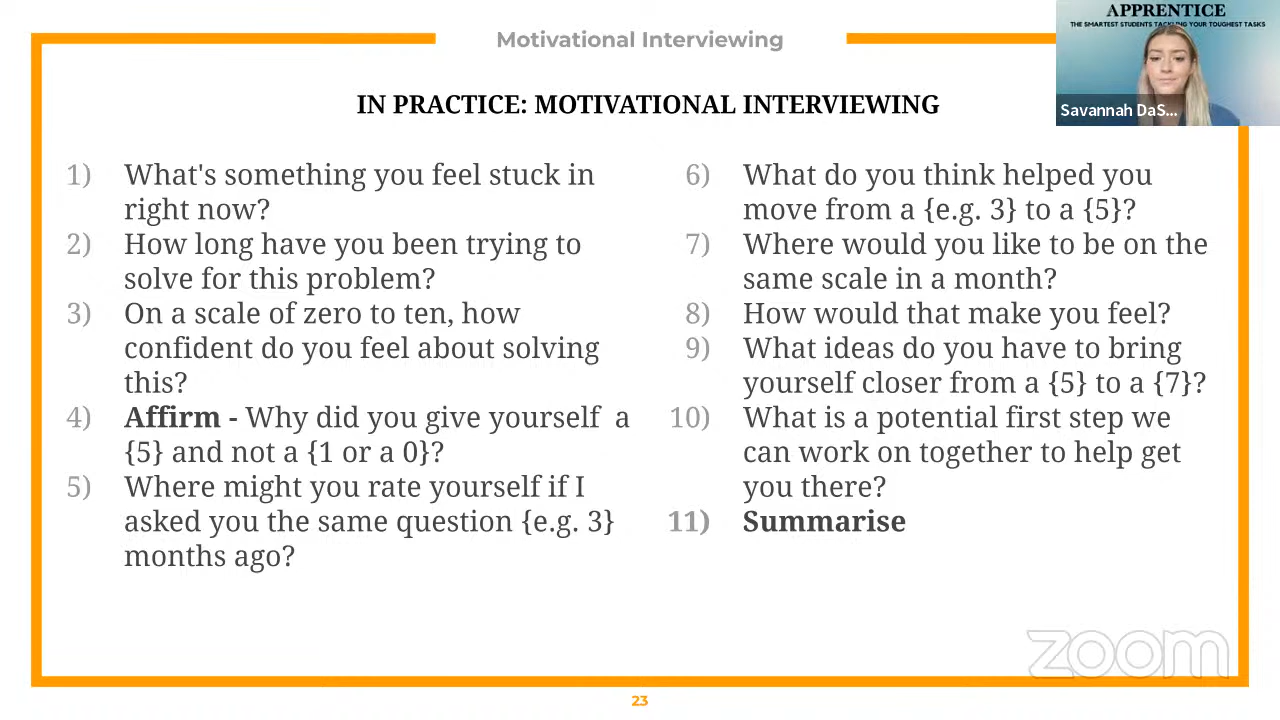 Motivational Interviewing
APPRENTICE
THE SMARTEST STUDENTS TACKLING YOUR TOUGHEST TASKS
Savannah DaS...
IN PRACTICE: MOTIVATIONAL INTERVIEWING
1) What's something you feel stuck in
right now?
2) How long have you been trying to
solve for this problem?
3) On a scale of zero to ten, how
confident do you feel about solving
this?
4) Affirm - Why did you give yourself a
{5} and not a {1 or a 0}?
5) Where might you rate yourself if I
asked you the same question {e.g. 3}
months ago?
6) What do you think helped you
move from a {e.g. 3} to a {5}?
7) Where would you like to be on the
same scale in a month?
8) How would that make you feel?
9) What ideas do you have to bring
yourself closer from a {5} to a {7}?
10) What is a potential first step we
can work on together to help get
you there?
11) Summarise
zoom
23